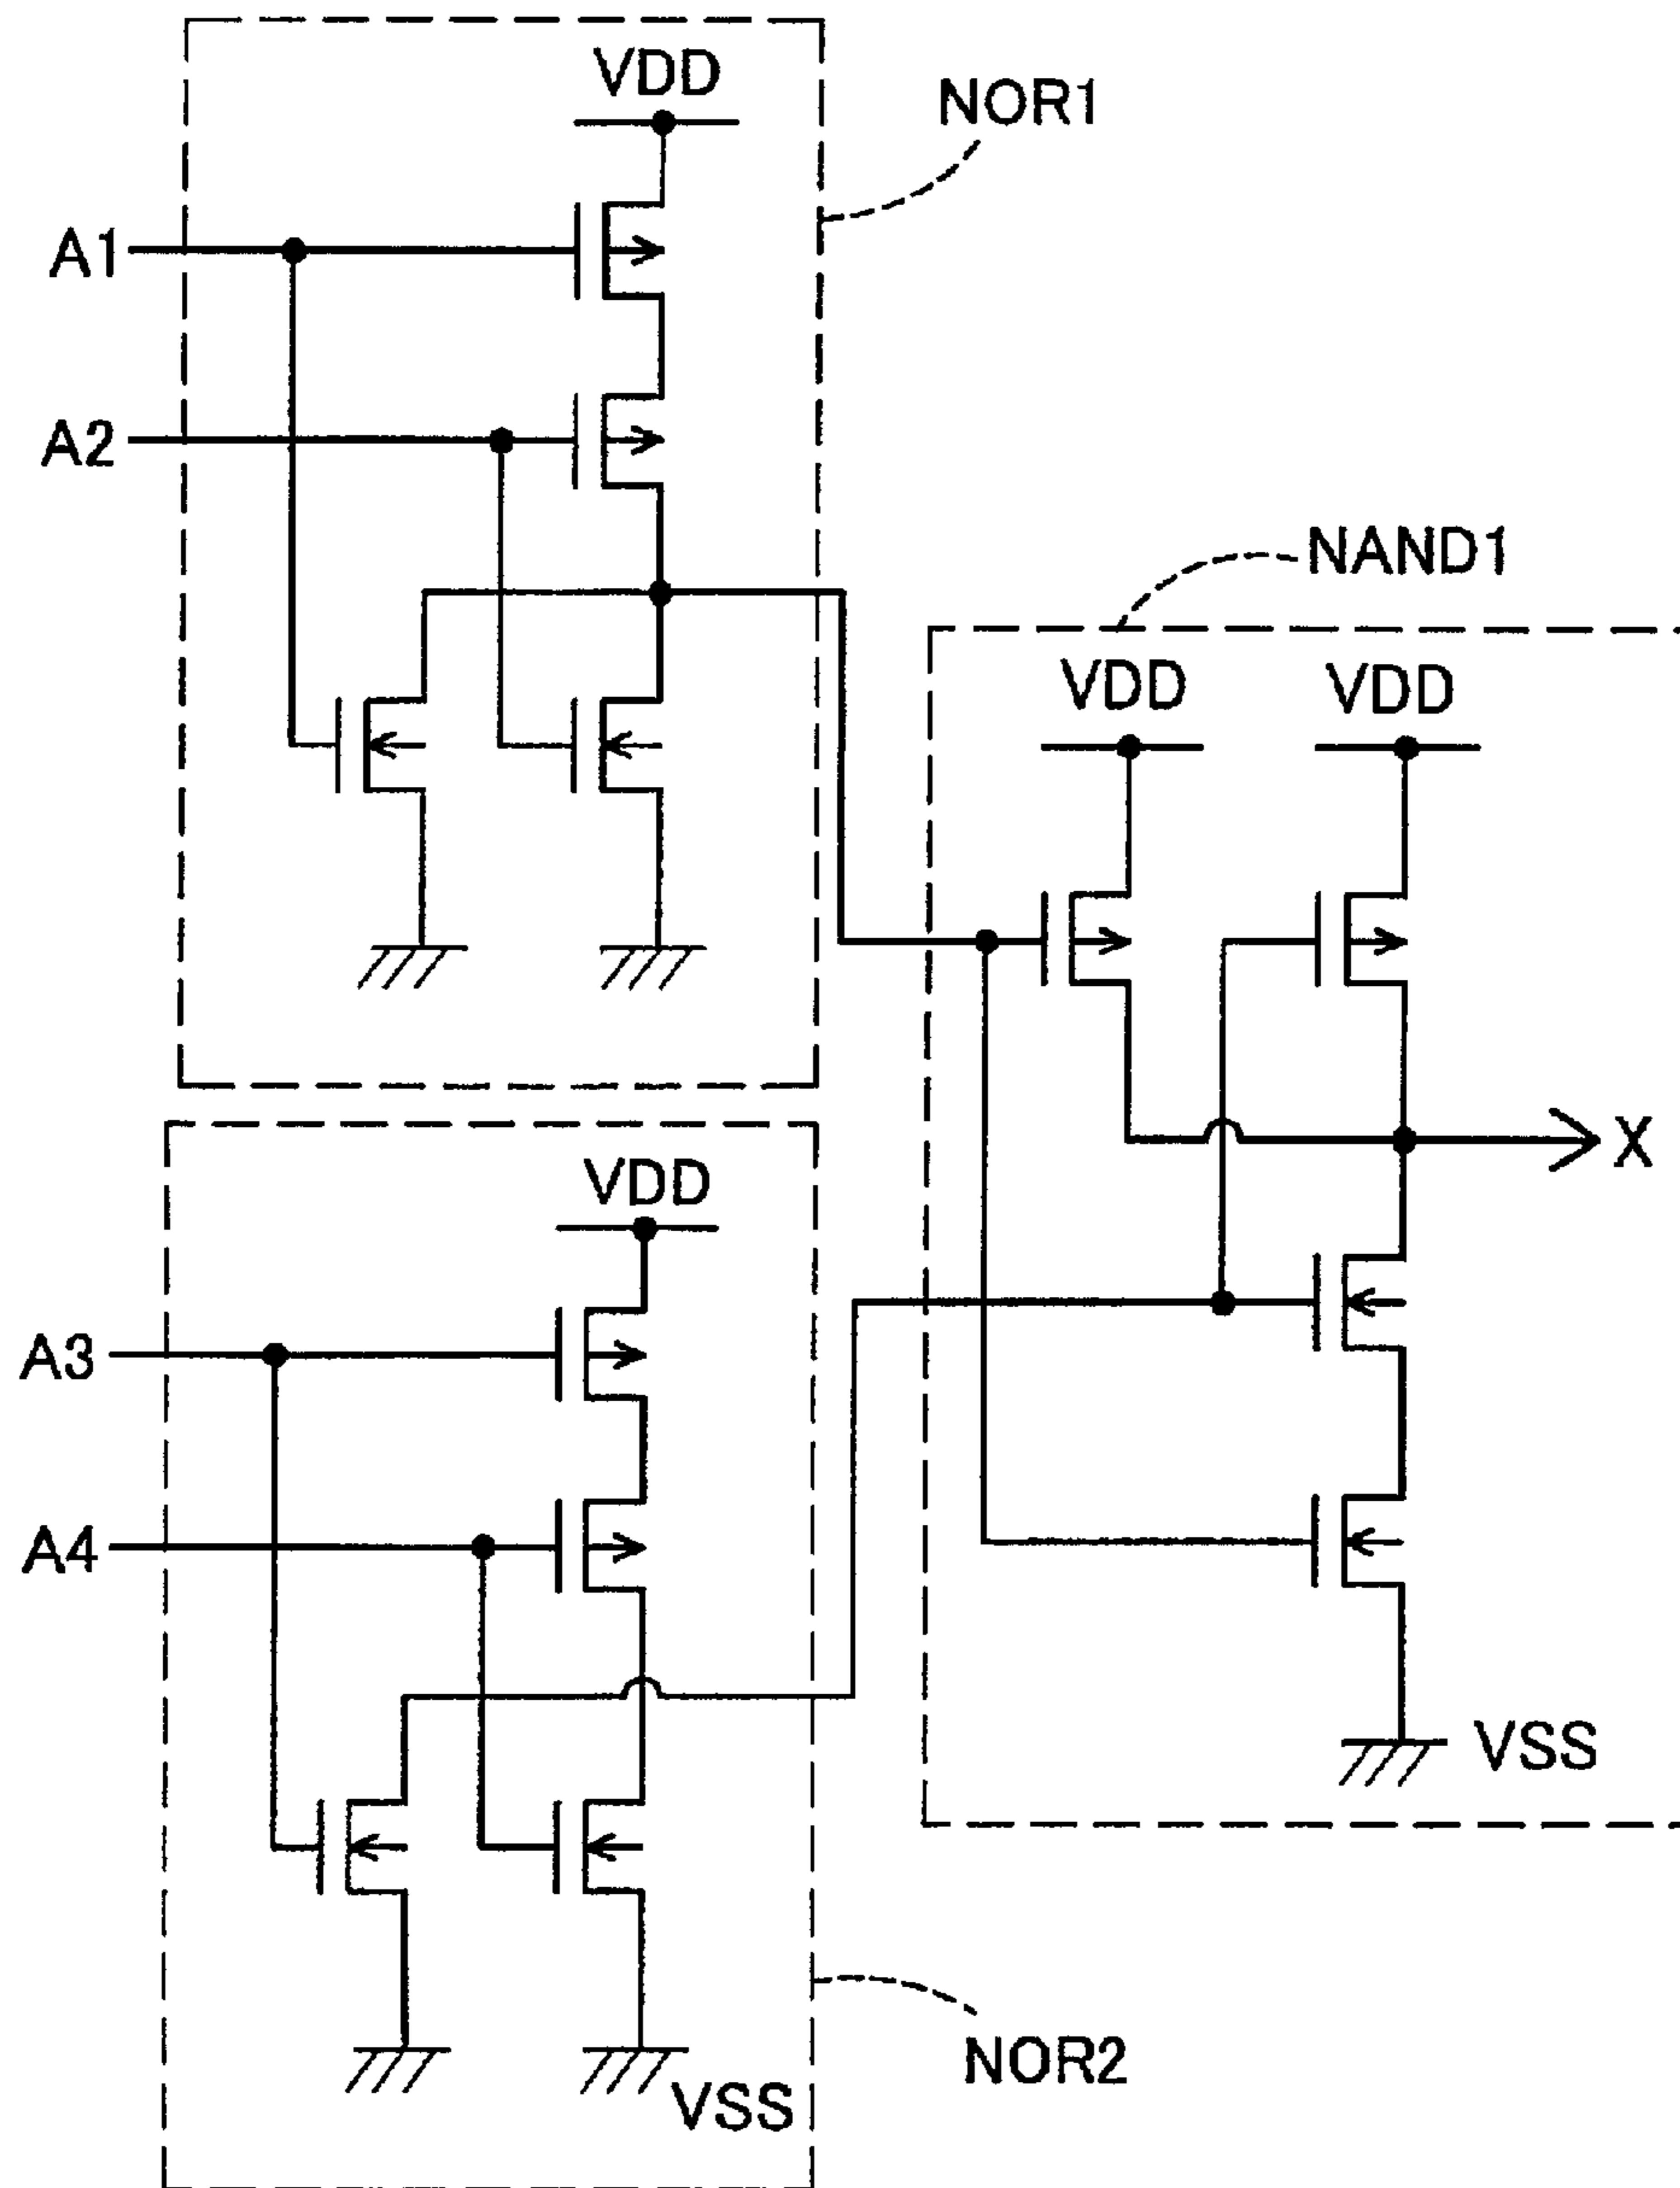 VDD
NOR1
A1
A2
NAND1
VDD VDD
X
VDD
A3
A4
VSS
NOR2
VSS